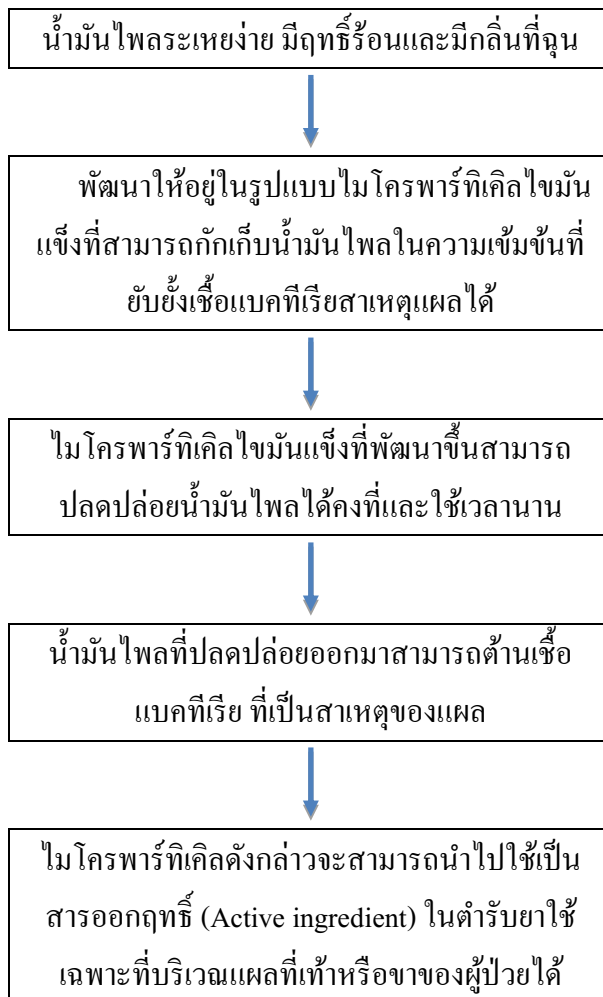 น้ำมันไพลระเหยง่าย มีฤทธิ์ร้อนและมีกลิ่นที่ฉุน
พัฒนาให้อยู่ในรูปแบบไมโครพาร์ทิเคิลไขมัน
แข็งที่สามารถกักเก็บน้ำมันไพลในความเข้มข้นที่
ยับยั้งเชื้อแบคทีเรียสาเหตุแผลได้
ไมโครพาร์ทิเคิลไขมันแข็งที่พัฒนาขึ้นสามารถ
ปลดปล่อยน้ำมันไพลได้คงที่และใช้เวลานาน
น้ำมันไพลที่ปลดปล่อยออกมาสามารถต้านเชื้อ
แบคทีเรีย ที่เป็นสาเหตุของแผล
ไมโครพาร์ทิเคิลดังกล่าวจะสามารถนำไปใช้เป็น
สารออกฤทธิ์ (Active ingredient) ในตำรับยาใช้
เฉพาะที่บริเวณแผลที่เท้าหรือขาของผู้ป่วยได้